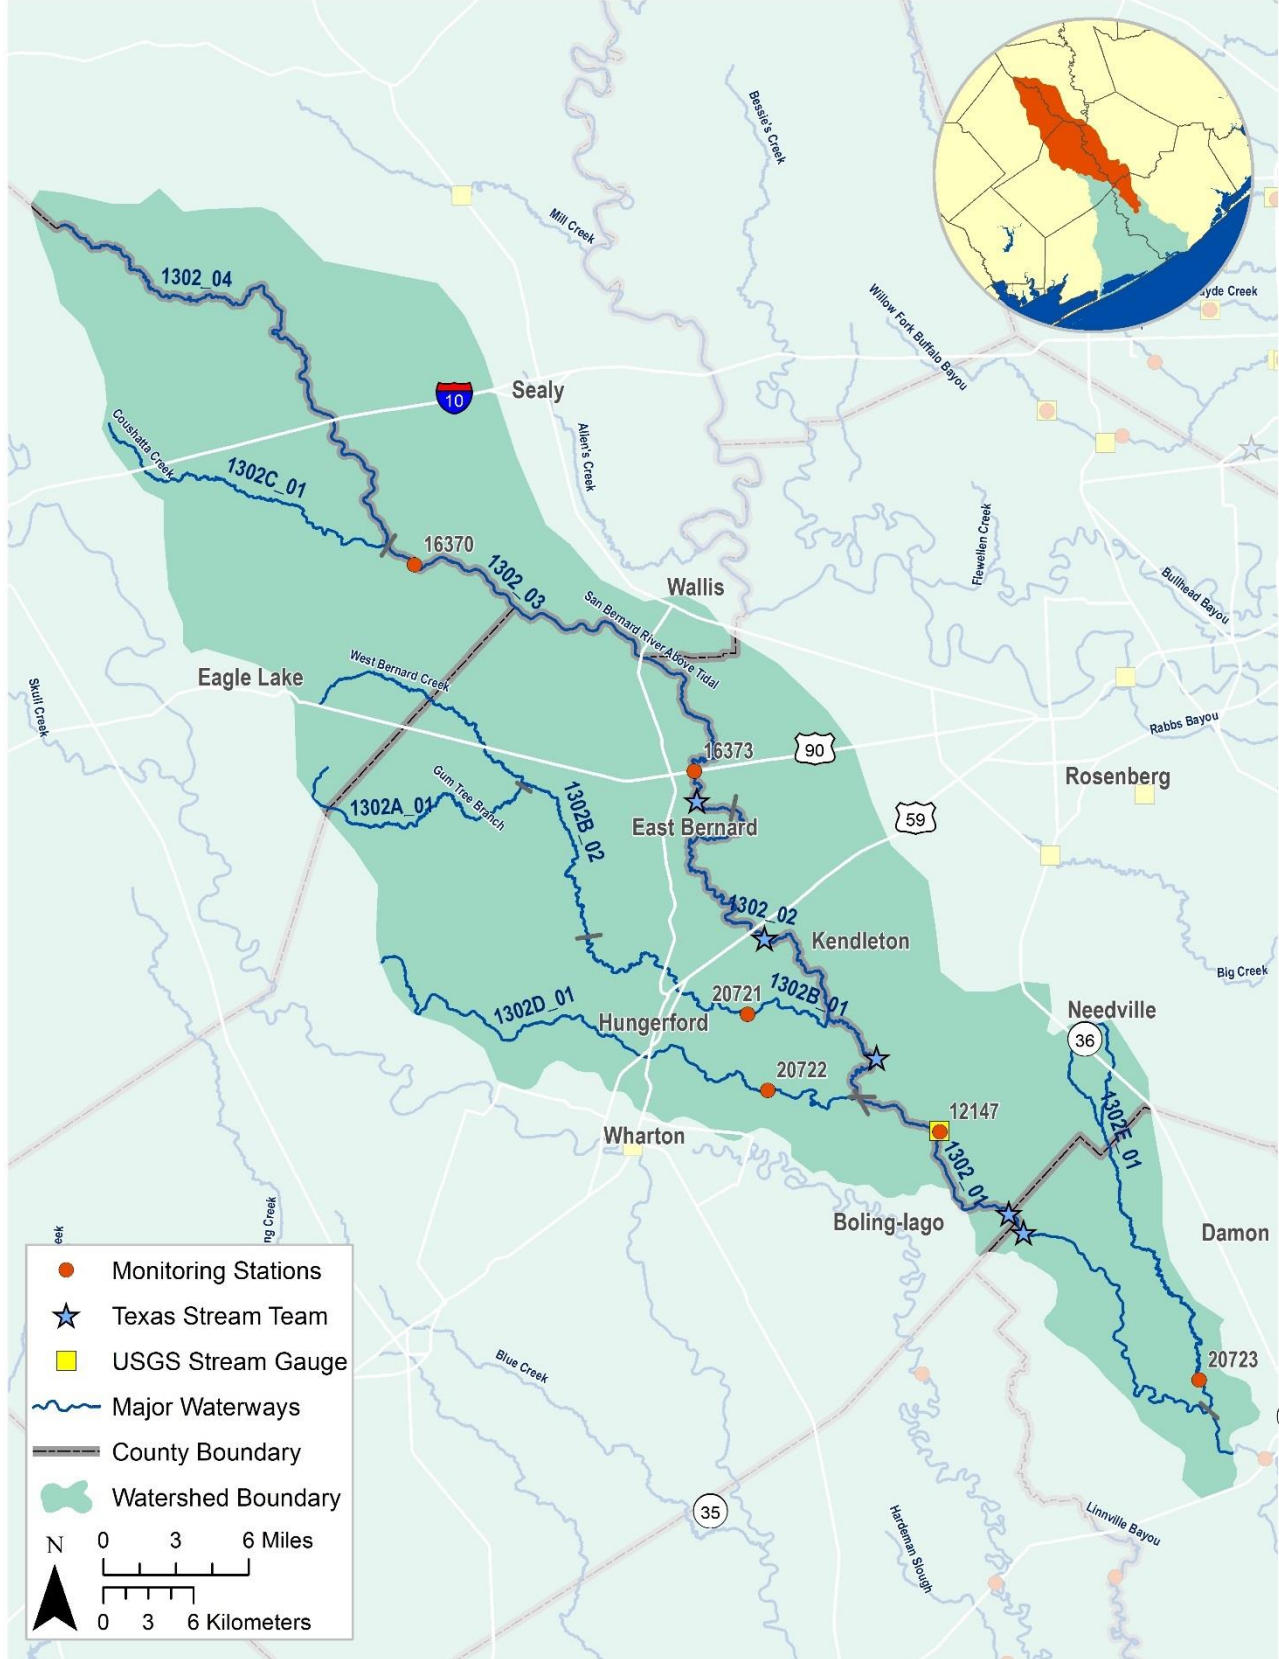 Bessie's Creek
Mill Creek
1302_04
Willow Fork Buffalo Bayou
ayde Creek
Sealy
10
Coushatta Creek
1302C_01
Allen's Creek
16370
1302_03
Flewellen Creek
Bullhead Bayou
Wallis
San Bernard River Above Tidal
West Bernard Creek
Eagle Lake
Skull Creek
16373
90
Rabbs Bayou
Rosenberg
Gum Tree Branch
1302A_01
1302B_02
59
East Bernard
1302_02
Kendleton
Big Creek
1302D_01
20721
1302B_01
Hungerford
Needville
36
20722
12147
1302E_01
Wharton
1302_01
Boling-Iago
Damon
eek
ng Creek
Monitoring Stations
Texas Stream Team
USGS Stream Gauge
Major Waterways
County Boundary
Watershed Boundary
N
0 3 6 Miles
0 3 6 Kilometers
Blue Creek
20723
35
Hardeman Slough
Linnville Bayou